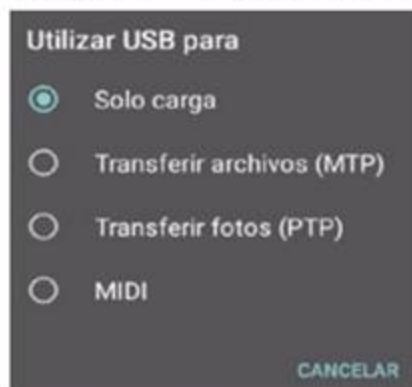 Utilizar USB para
Solo carga
Transferir archivos (MTP)
Transferir fotos (PTP)
MIDI
CANCELAR